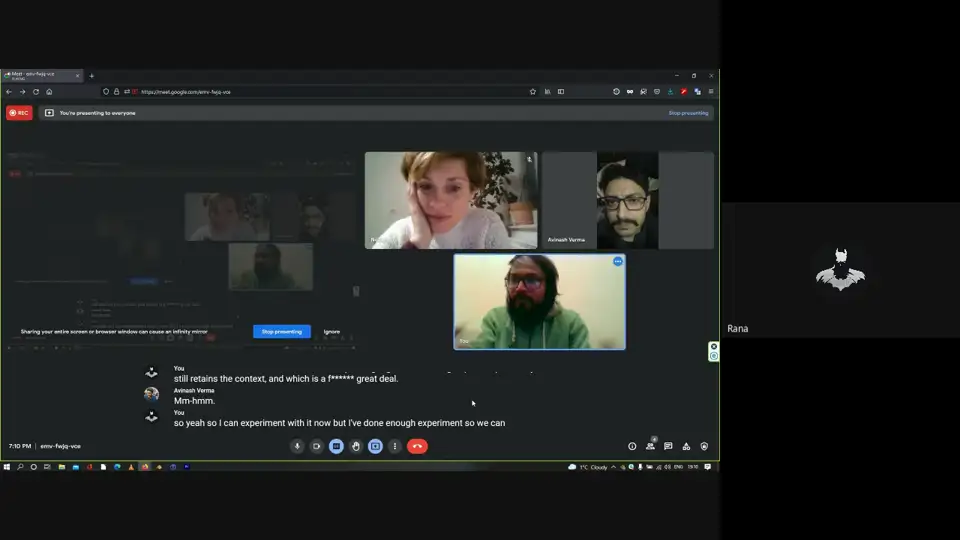 Meet - emv-fwjq-vce
https://meet.google.com/emv-fwjq-vce
REC
You're presenting to everyone
Stop presenting
Avinash Verma
You
Sharing your entire screen or browser window can cause an infinity mirror
Stop presenting
Ignore
Rana
You
still retains the context, and which is a f****** great deal.
Avinash Verma
Mm-hmm.
You
so yeah so I can experiment with it now but I've done enough experiment so we can
7:10 PM | emv-fwjq-vce
1°C Cloudy
ENG
19:10